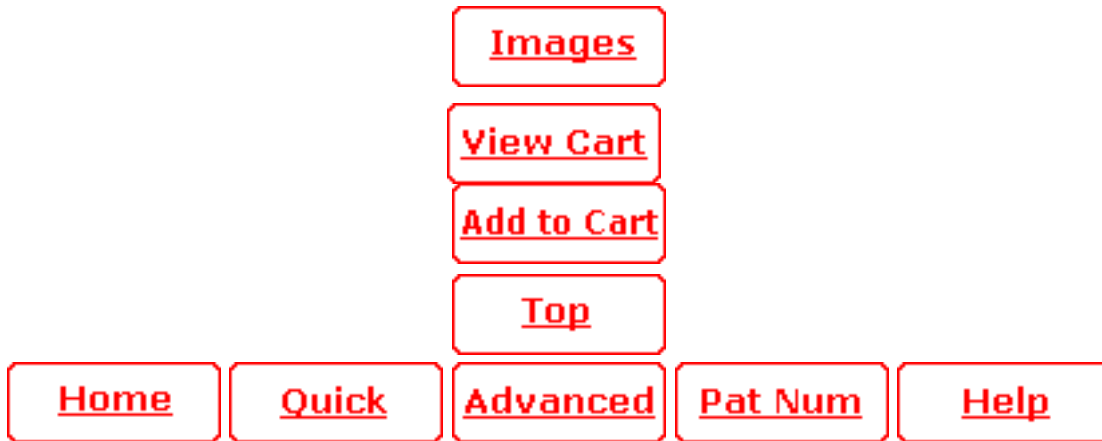 Images
View Cart
Add to Cart
Top
Home Quick Advanced Pat Num Help